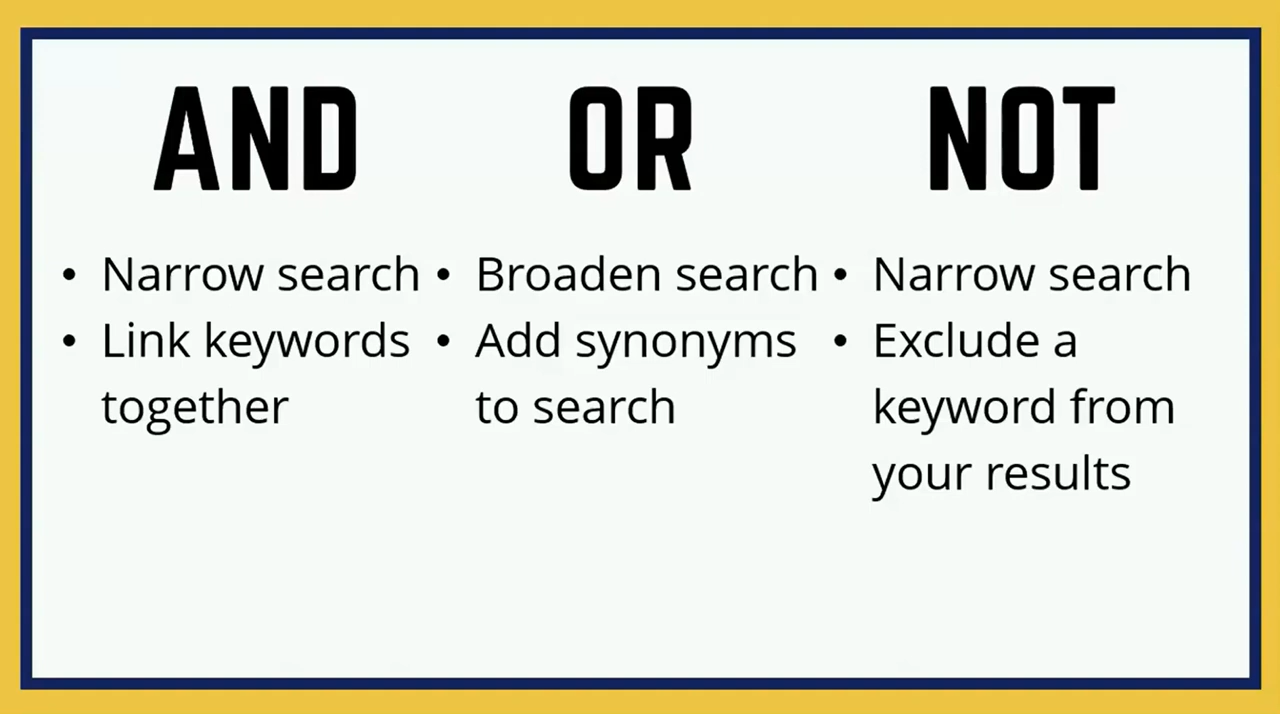 AND
• Narrow search
• Link keywords
together
OR
• Broaden search
• Add synonyms
to search
NOT
• Narrow search
• Exclude a
keyword from
your results